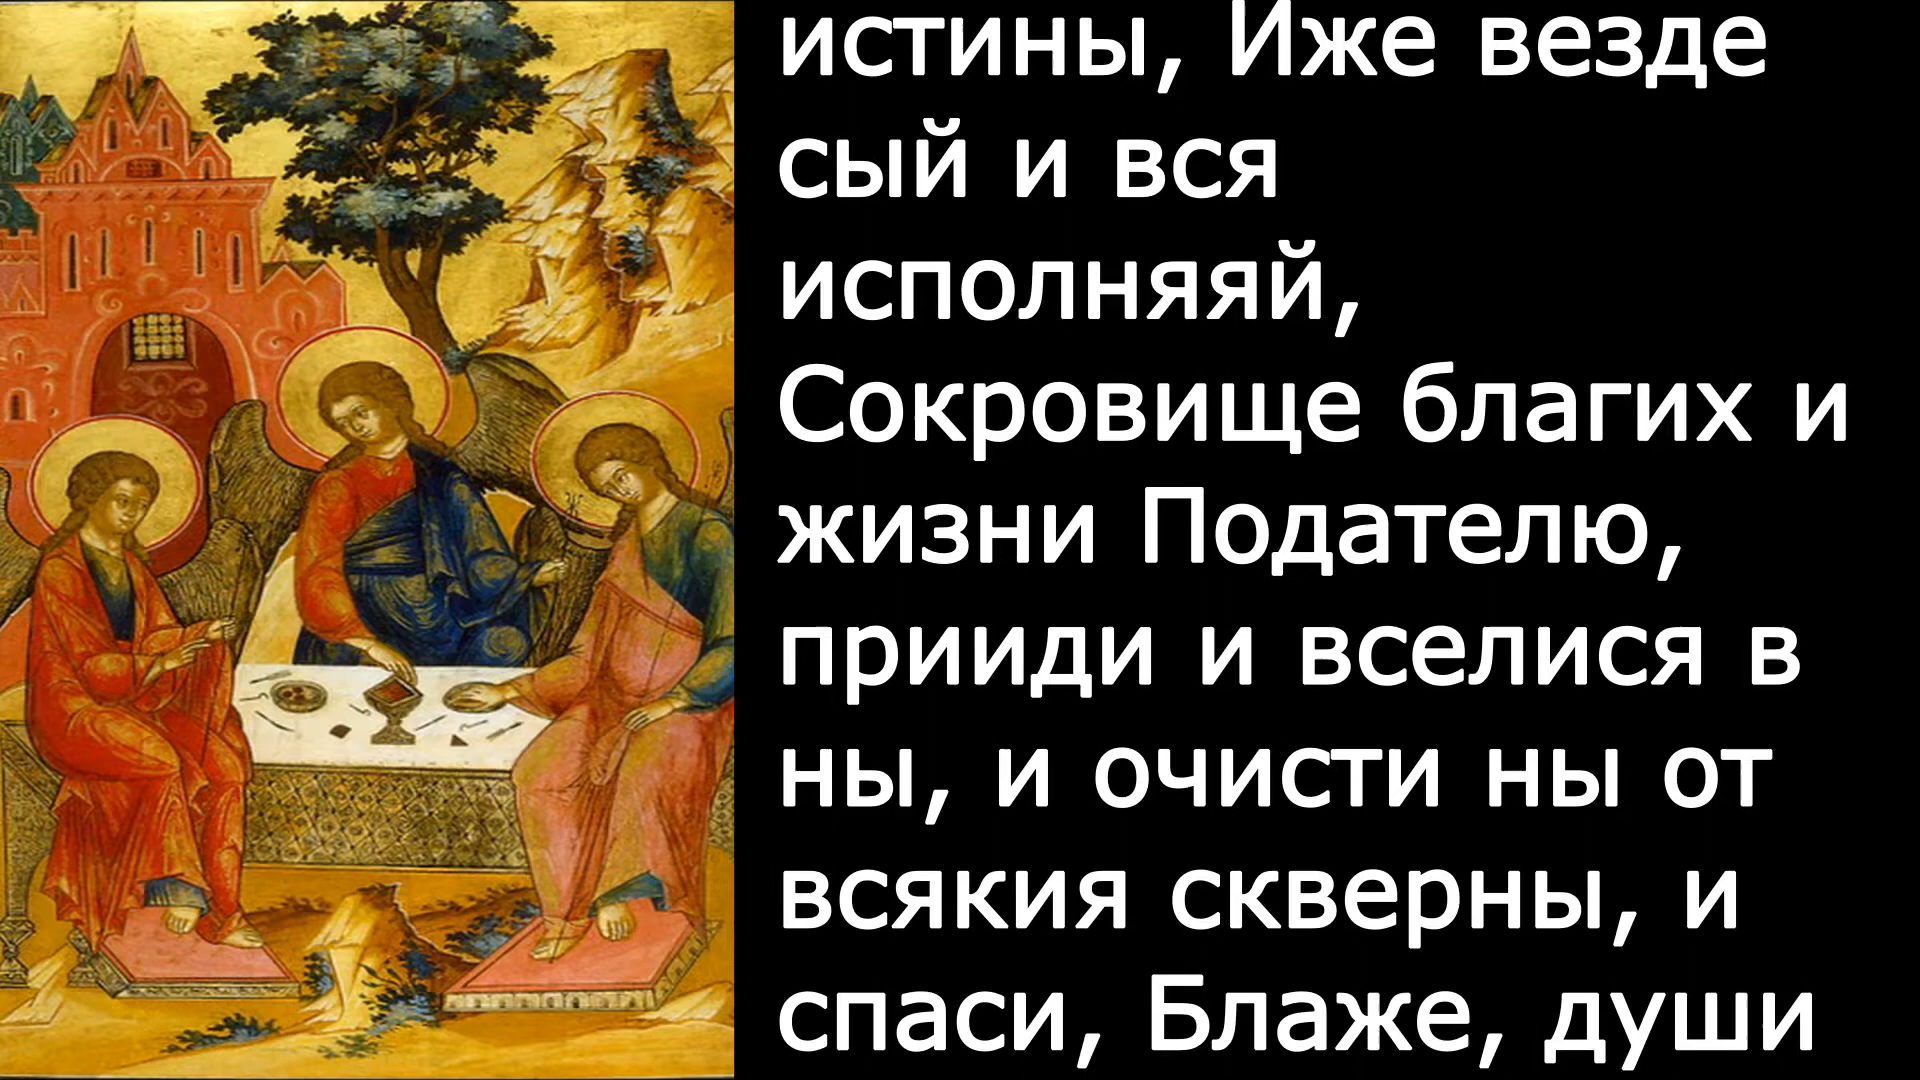 истины, Иже везде
сый и вся
исполняяй,
Сокровище благих и
жизни Подателю,
прииди и вселися в
ны, и очисти ны от
всякия скверны, и
спаси, Блаже, души